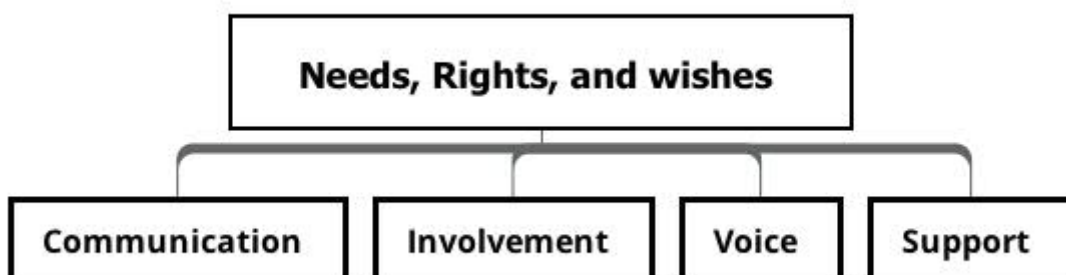 Needs, Rights, and wishes
Communication
Involvement
Voice
Support